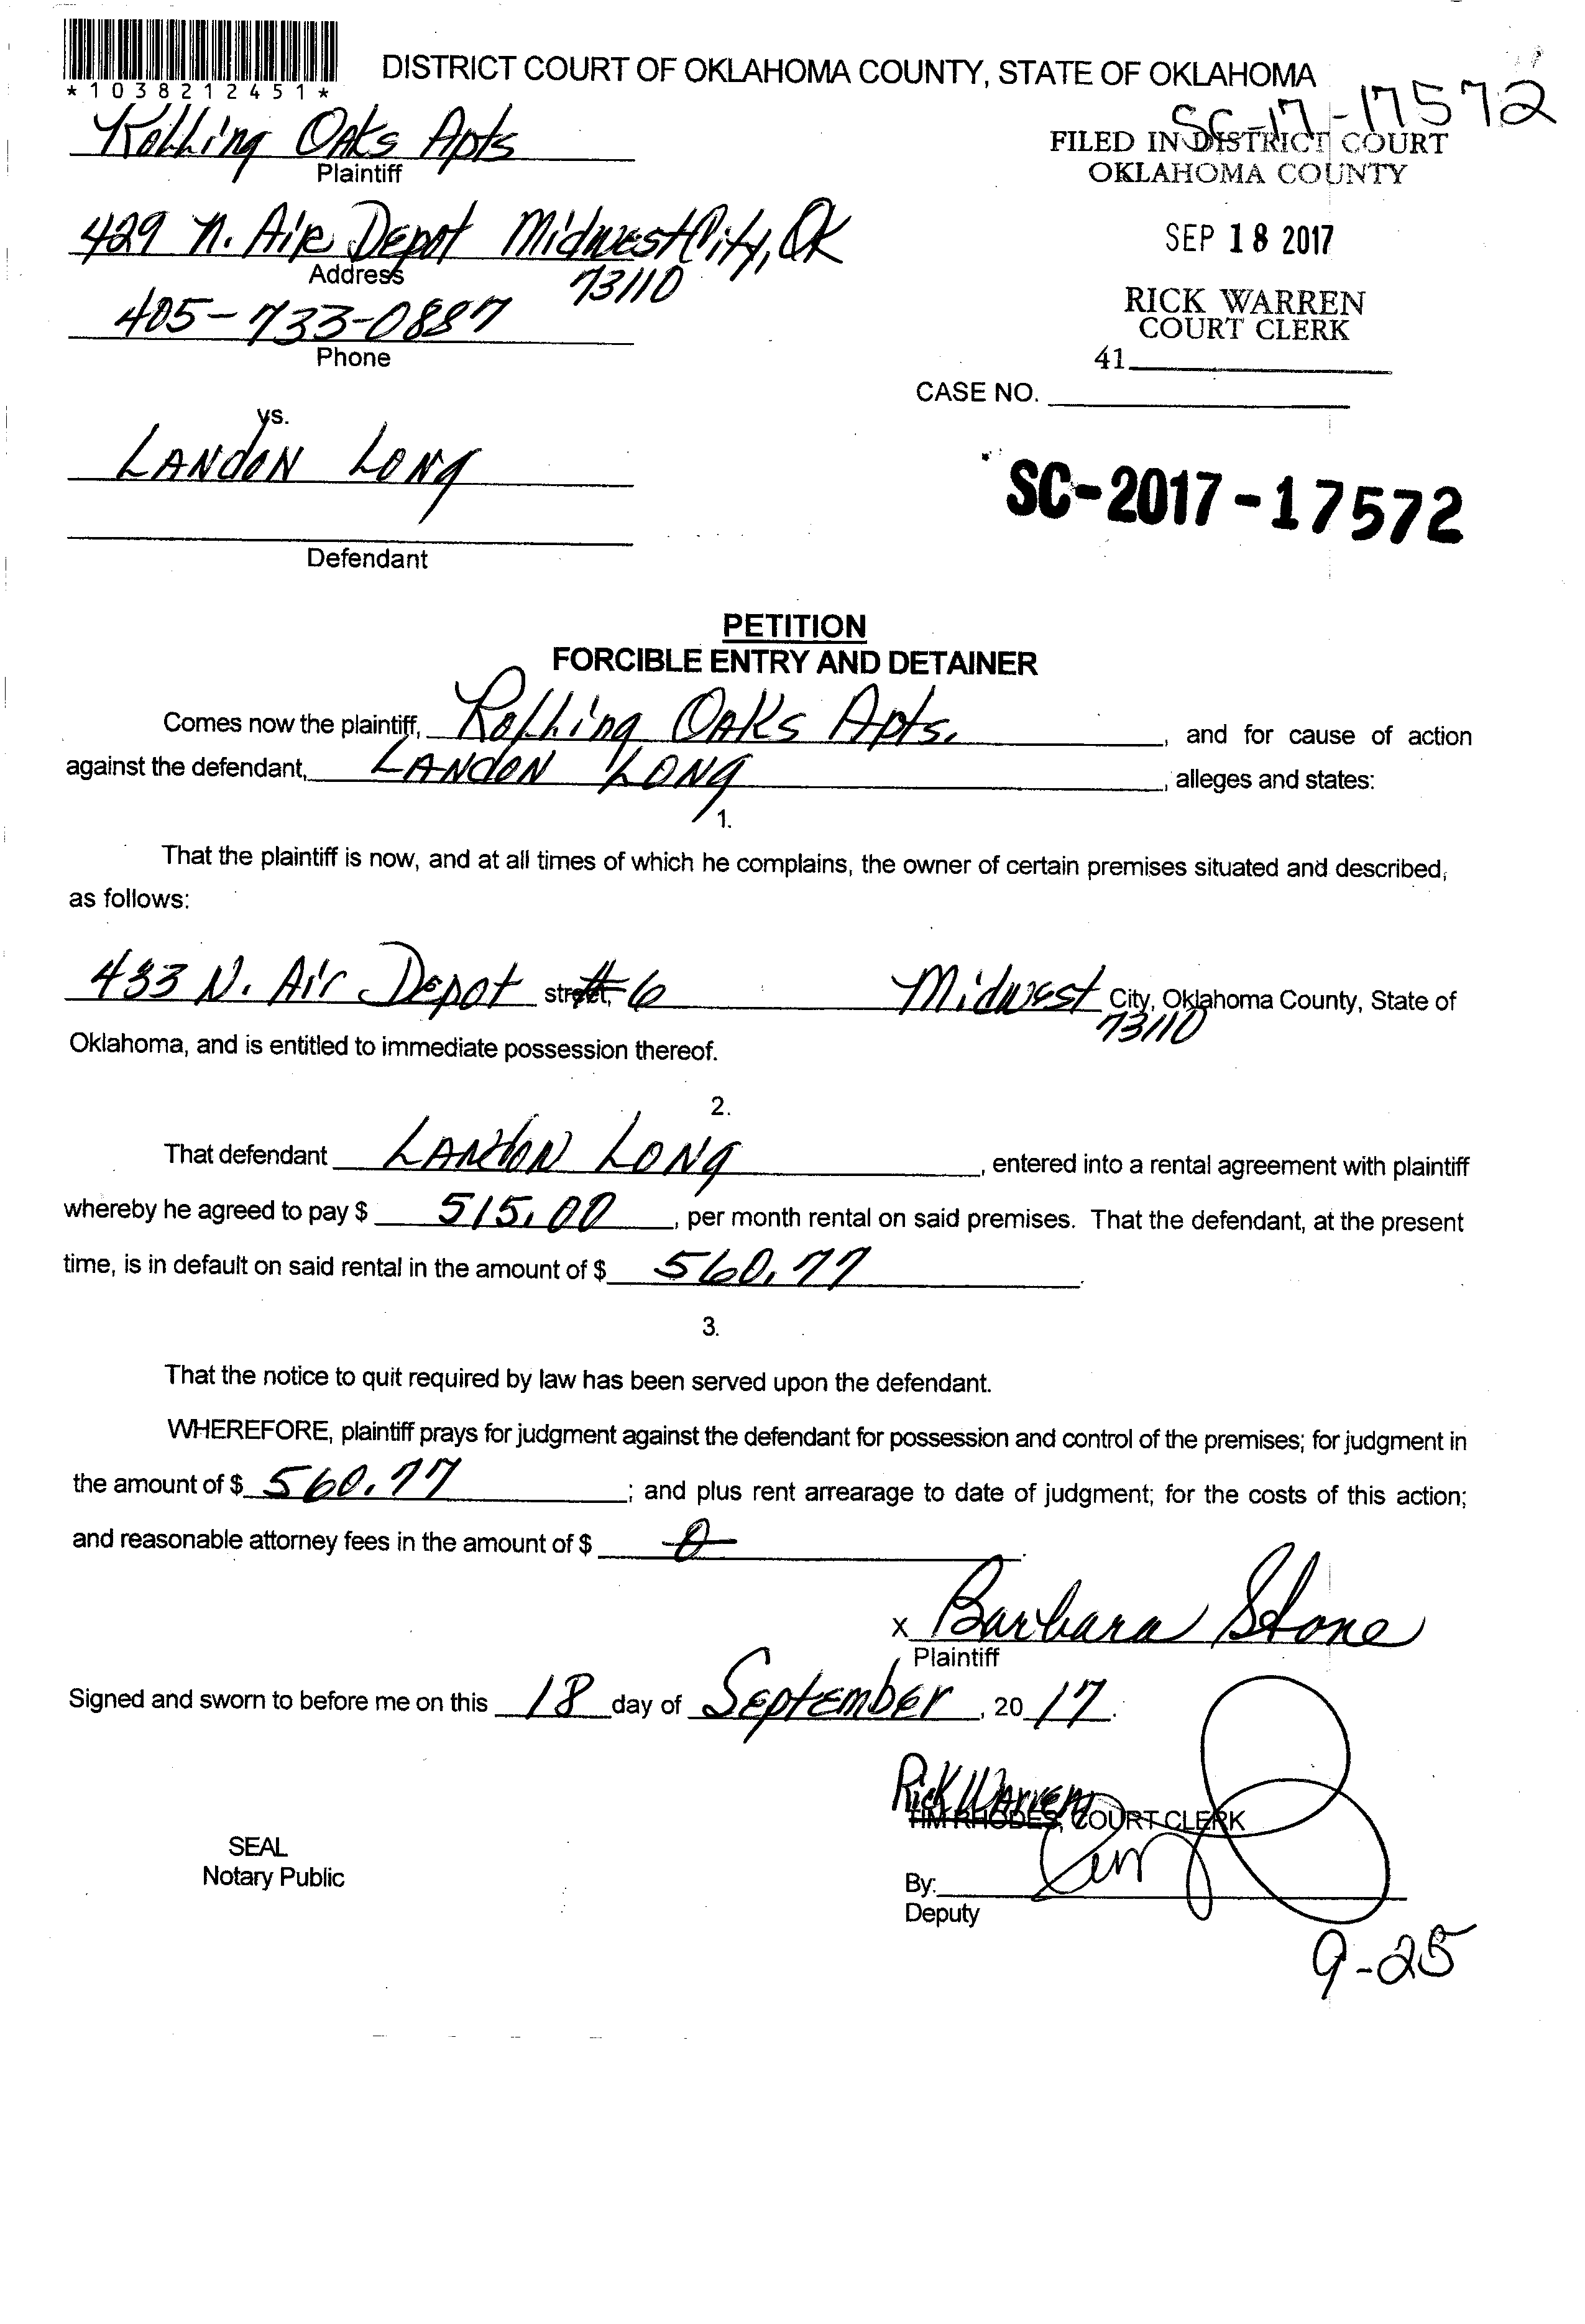 *1038212451*
DISTRICT COURT OF OKLAHOMA COUNTY, STATE OF OKLAHOMA
SC-17-17572
Rolling Oaks Apts
Plaintiff
FILED IN DISTRICT COURT
OKLAHOMA COUNTY
429 N. Air Depot Midwest City, OK
Address
73110
SEP 18 2017
405-733-0887
Phone
RICK WARREN
COURT CLERK
41
CASE NO.
vs.
Landon Long
SC-2017-17572
Defendant
PETITION
FORCIBLE ENTRY AND DETAINER
Comes now the plaintiff, Rolling Oaks Apts. , and for cause of action
against the defendant, Landon Long , alleges and states:
1.
That the plaintiff is now, and at all times of which he complains, the owner of certain premises situated and described,
as follows:
433 N. Air Depot street, #6 Midwest City, Oklahoma County, State of
73110
Oklahoma, and is entitled to immediate possession thereof.
2.
That defendant Landon Long , entered into a rental agreement with plaintiff
whereby he agreed to pay $ 515.00 , per month rental on said premises. That the defendant, at the present
time, is in default on said rental in the amount of $ 560.77 .
3.
That the notice to quit required by law has been served upon the defendant.
WHEREFORE, plaintiff prays for judgment against the defendant for possession and control of the premises; for judgment in
the amount of $ 560.77 ; and plus rent arrearage to date of judgment; for the costs of this action;
and reasonable attorney fees in the amount of $ 0 .
x Barbara Stone
Plaintiff
Signed and sworn to before me on this 18 day of September , 20 17 .
Rick Warren
TIM RHODES, COURT CLERK
SEAL
Notary Public
By:
Deputy
9-25